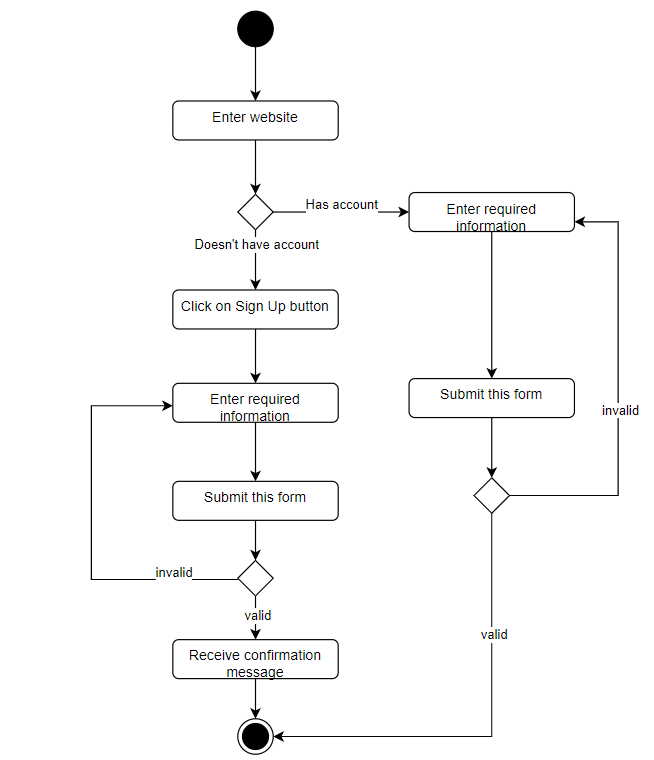 Enter website
Has account
Enter required
information
Doesn't have account
Click on Sign Up button
Enter required
information
Submit this form
invalid
Submit this form
invalid
valid
valid
Receive confirmation
message